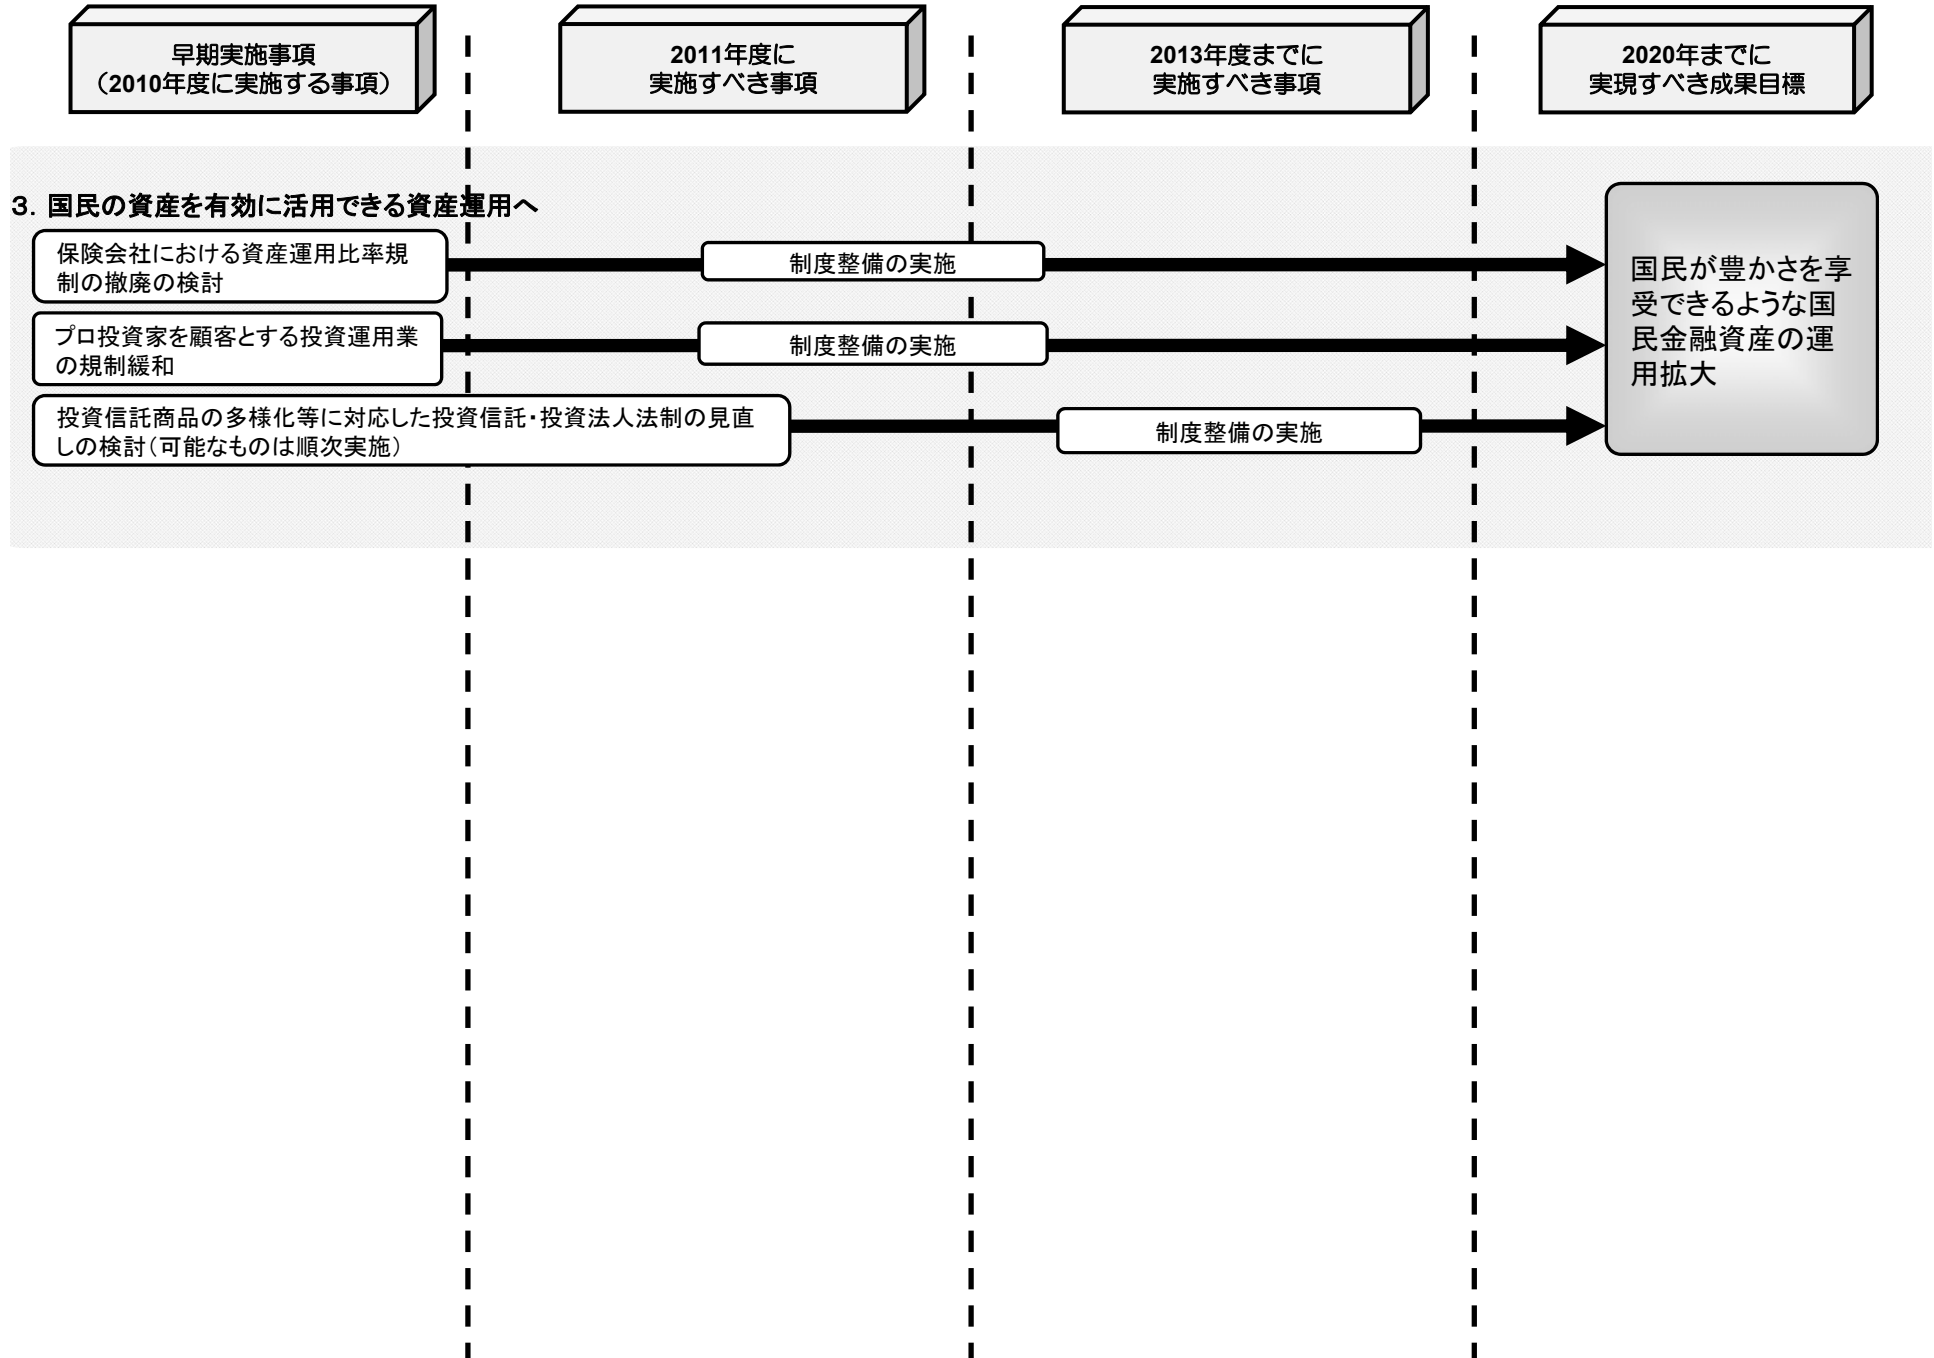 早期実施事項
（2010年度に実施する事項）
2011年度に
実施すべき事項
2013年度までに
実施すべき事項
2020年までに
実現すべき成果目標
３．国民の資産を有効に活用できる資産運用へ
保険会社における資産運用比率規
制の撤廃の検討
制度整備の実施
プロ投資家を顧客とする投資運用業
の規制緩和
制度整備の実施
投資信託商品の多様化等に対応した投資信託・投資法人法制の見直
しの検討（可能なものは順次実施）
制度整備の実施
国民が豊かさを享
受できるような国
民金融資産の運
用拡大